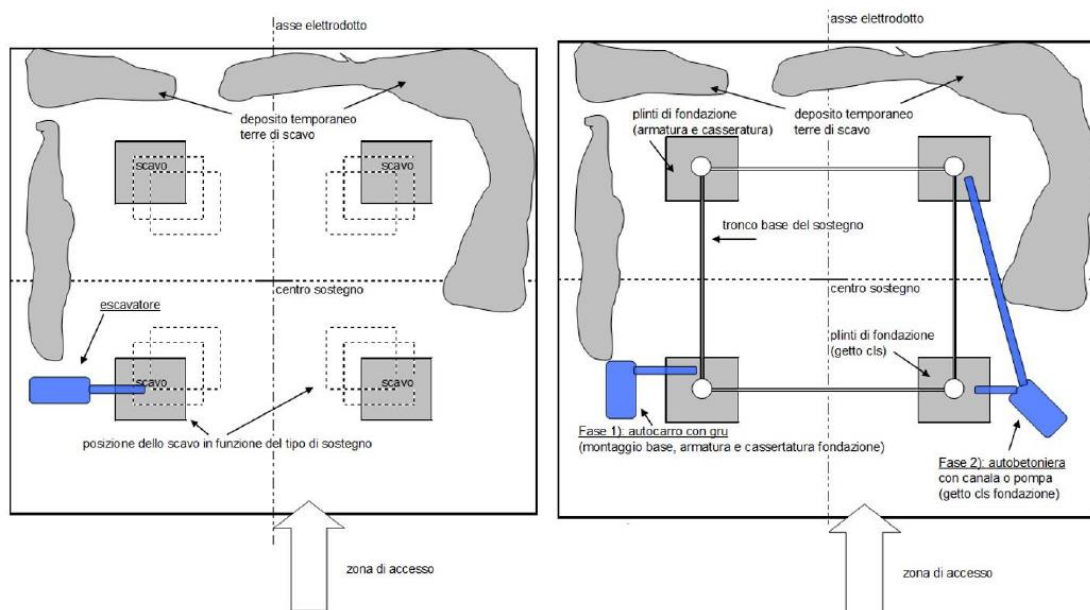 asse elettrodotto
deposito temporaneo
terre di scavo
scavo
scavo
centro sostegno
escavatore
scavo
scavo
posizione dello scavo in funzione del tipo di sostegno
zona di accesso
asse elettrodotto
plinti di fondazione
(armatura e casseratura)
deposito temporaneo
terre di scavo
tronco base del sostegno
centro sostegno
plinti di fondazione
(getto cls)
Fase 1): autocarro con gru
(montaggio base, armatura e cassertatura fondazione)
Fase 2): autobetoniera
con canala o pompa
(getto cls fondazione)
zona di accesso